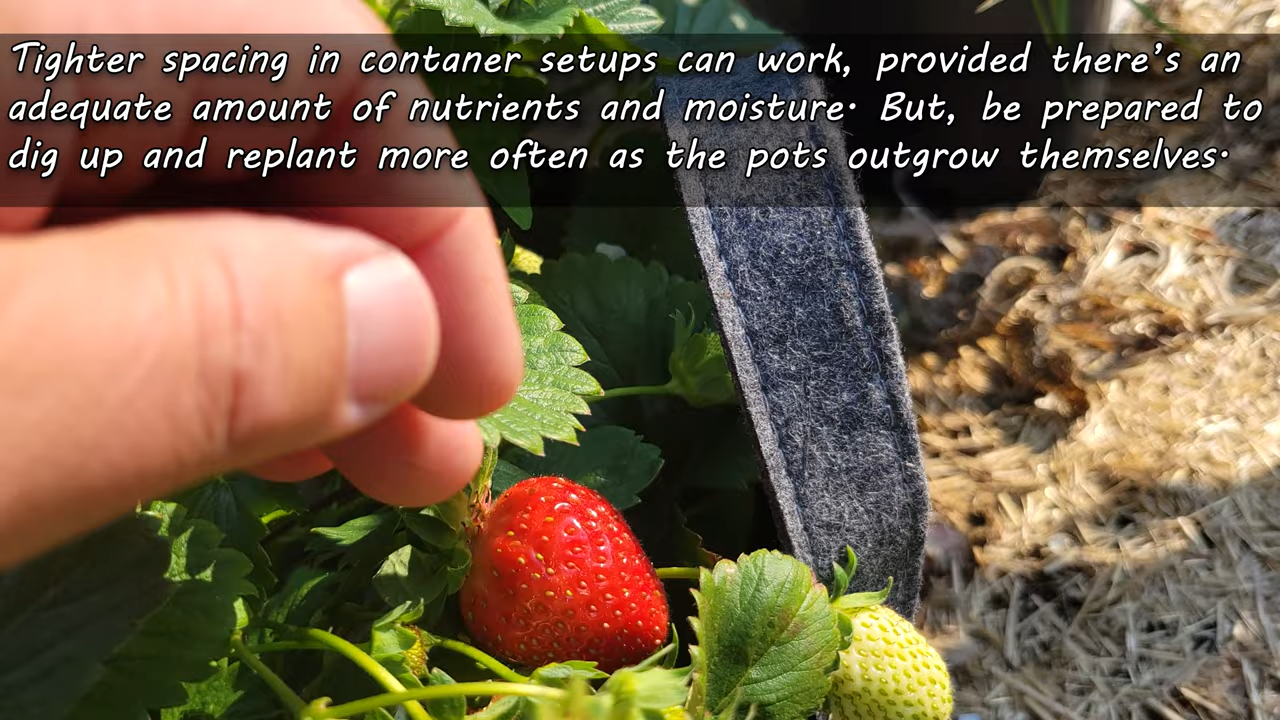 Tighter spacing in contaner setups can work, provided there's an
adequate amount of nutrients and moisture. But, be prepared to
dig up and replant more often as the pots outgrow themselves.